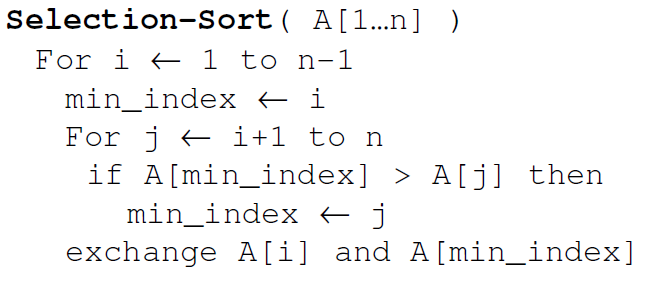 Selection-Sort( A[1…n] )
For i ← 1 to n-1
min_index ← i
For j ← i+1 to n
if A[min_index] > A[j] then
min_index ← j
exchange A[i] and A[min_index]